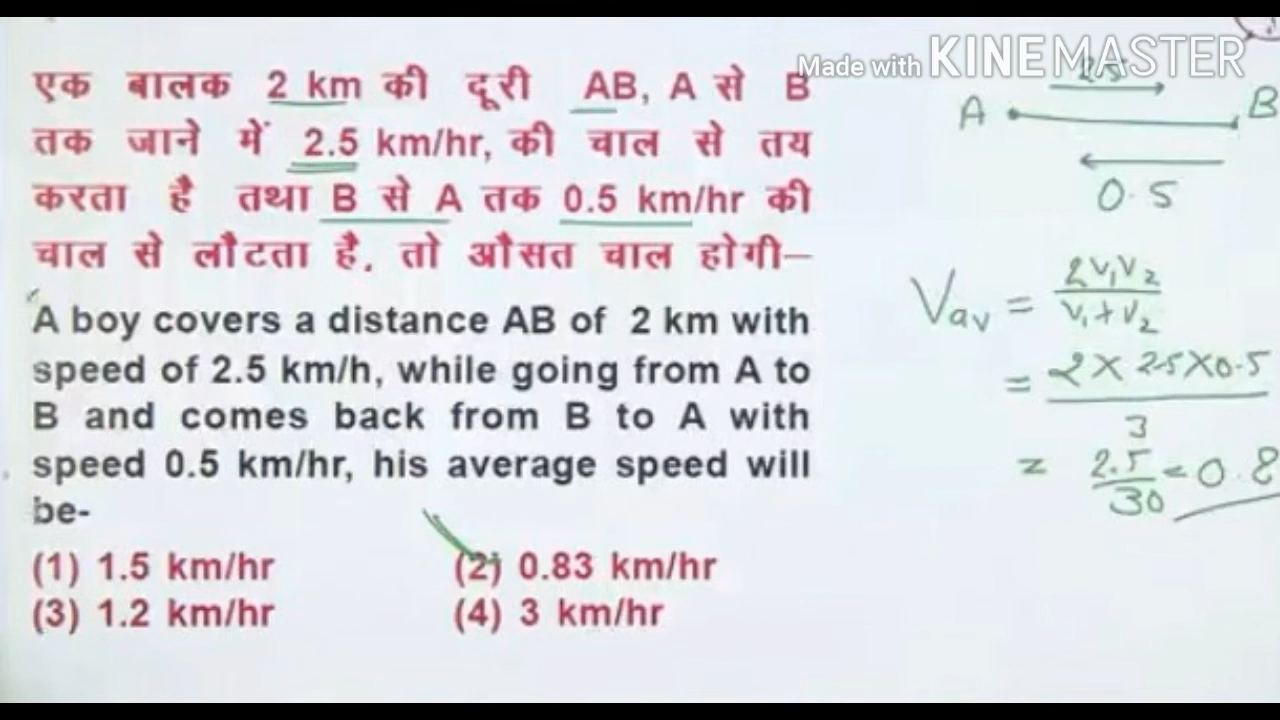 Made with KINEMASTER
एक बालक 2 km की दूरी AB, A से B
तक जाने में 2.5 km/hr, की चाल से तय
करता है तथा B से A तक 0.5 km/hr की
चाल से लौटता है. तो औसत चाल होगी–
A boy covers a distance AB of 2 km with
speed of 2.5 km/h, while going from A to
B and comes back from B to A with
speed 0.5 km/hr, his average speed will
be-
(1) 1.5 km/hr (2) 0.83 km/hr
(3) 1.2 km/hr (4) 3 km/hr
2.5
A B
0.5
Vav = 2V1V2
V1+V2
= 2 × 2.5 × 0.5
3
= 2.5 = 0.8
30